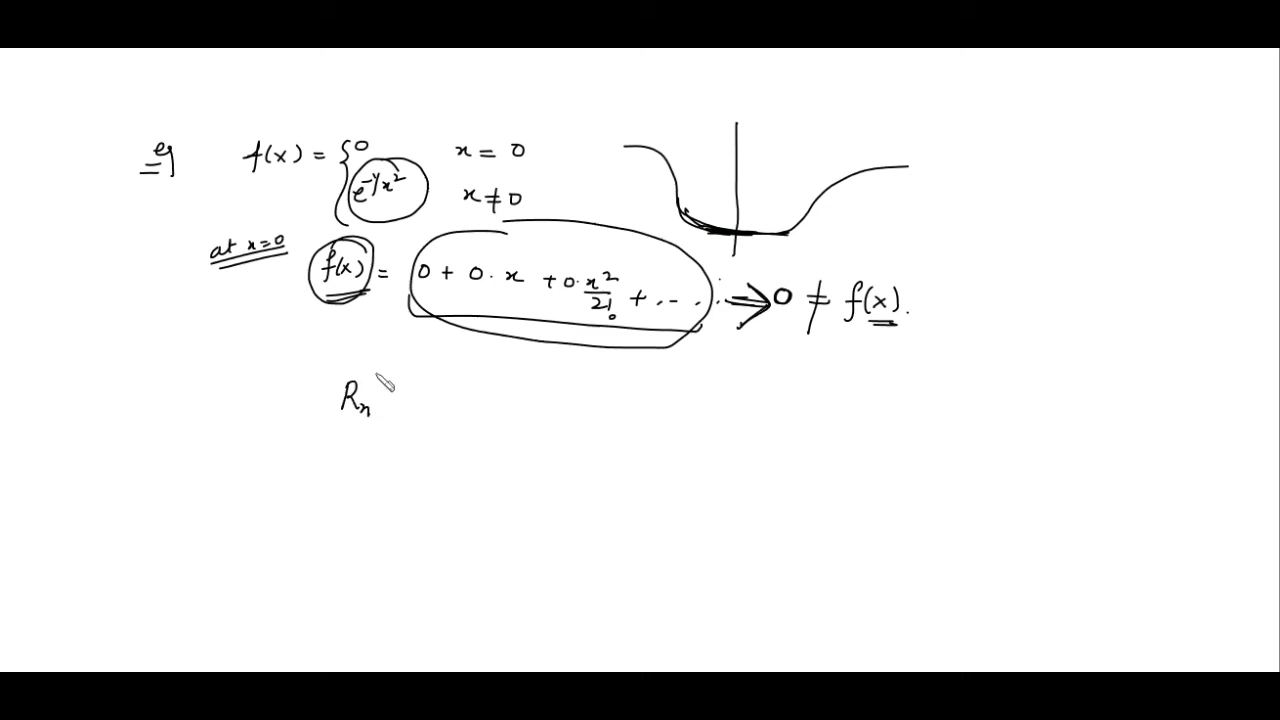 eg f(x) = { 0 x = 0
e^{-1/x^2} x ≠ 0
at x=0 f(x) = 0 + 0 · x + 0 · x^2/2! + ..... → 0 ≠ f(x).
R_n